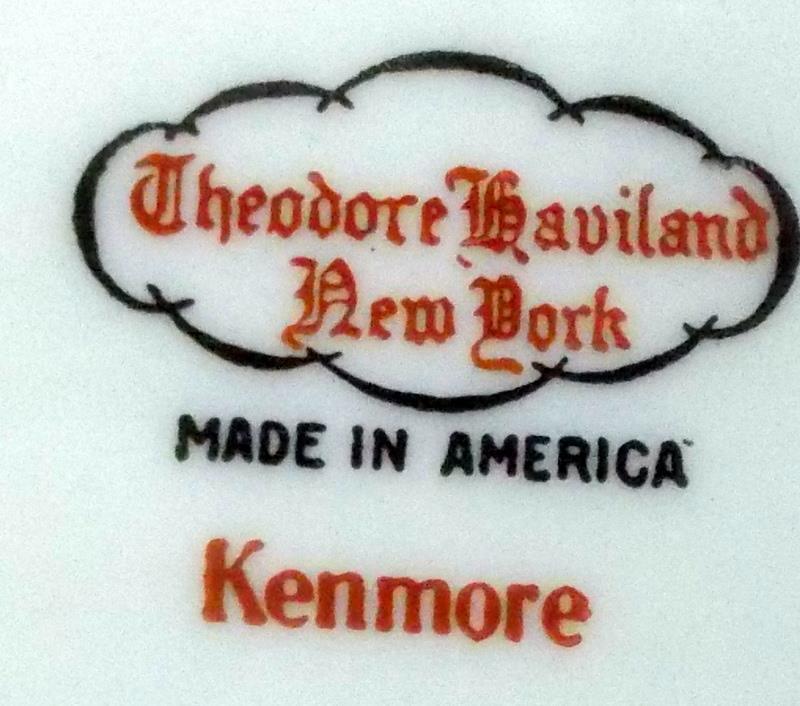 Theodore Haviland
New York
MADE IN AMERICA
Kenmore